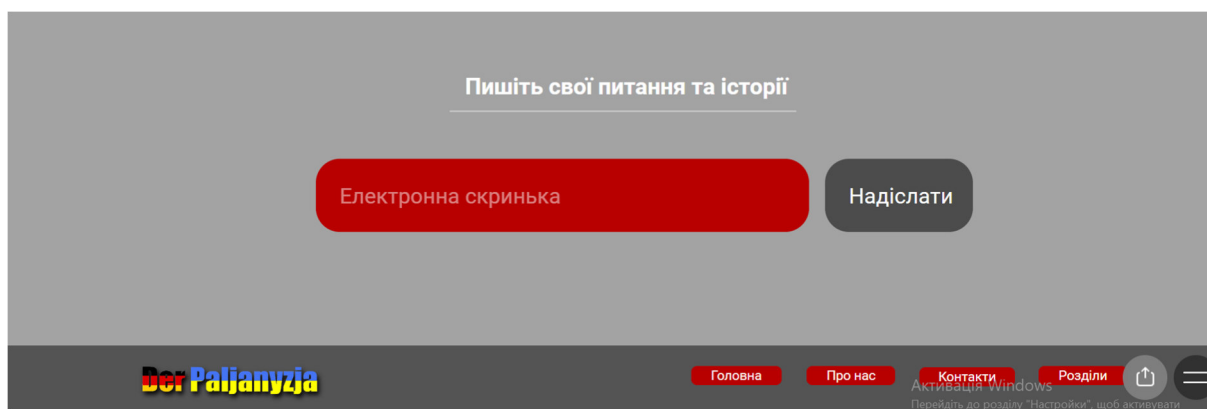 Пишіть свої питання та історії
Електронна скринька
Надіслати
Der Paljanyzja
Головна
Про нас
Контакти
Розділи
Активація Windows
Перейдіть до розділу "Настройки", щоб активувати